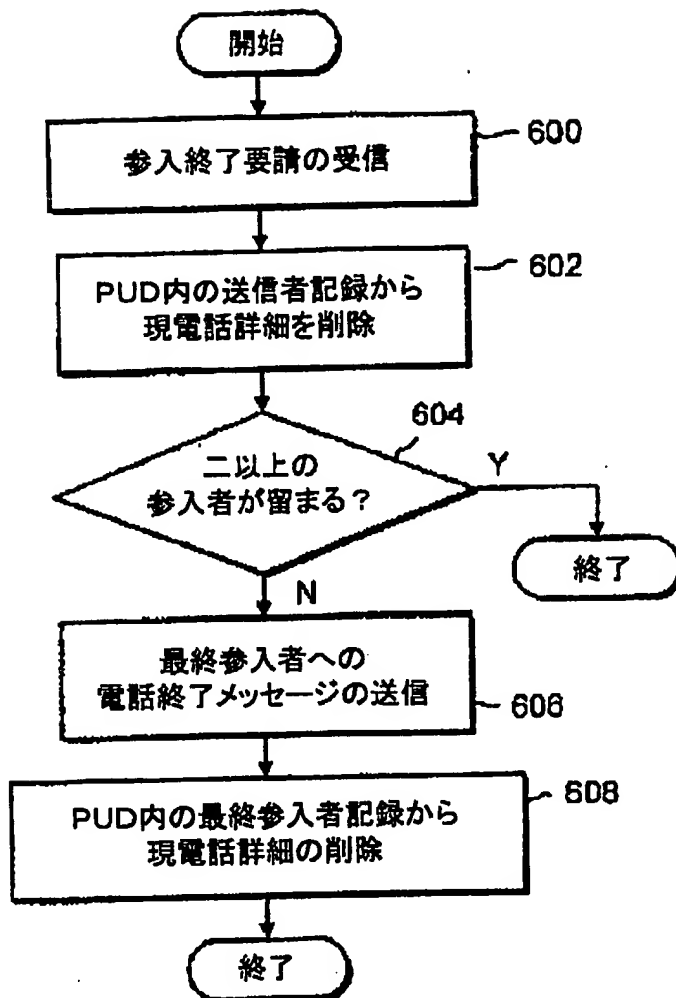 開始
参入終了要請の受信
600
PUD内の送信者記録から
現電話詳細を削除
602
604
二以上の
参入者が留まる?
Y
終了
N
最終参入者への
電話終了メッセージの送信
606
PUD内の最終参入者記録から
現電話詳細の削除
608
終了